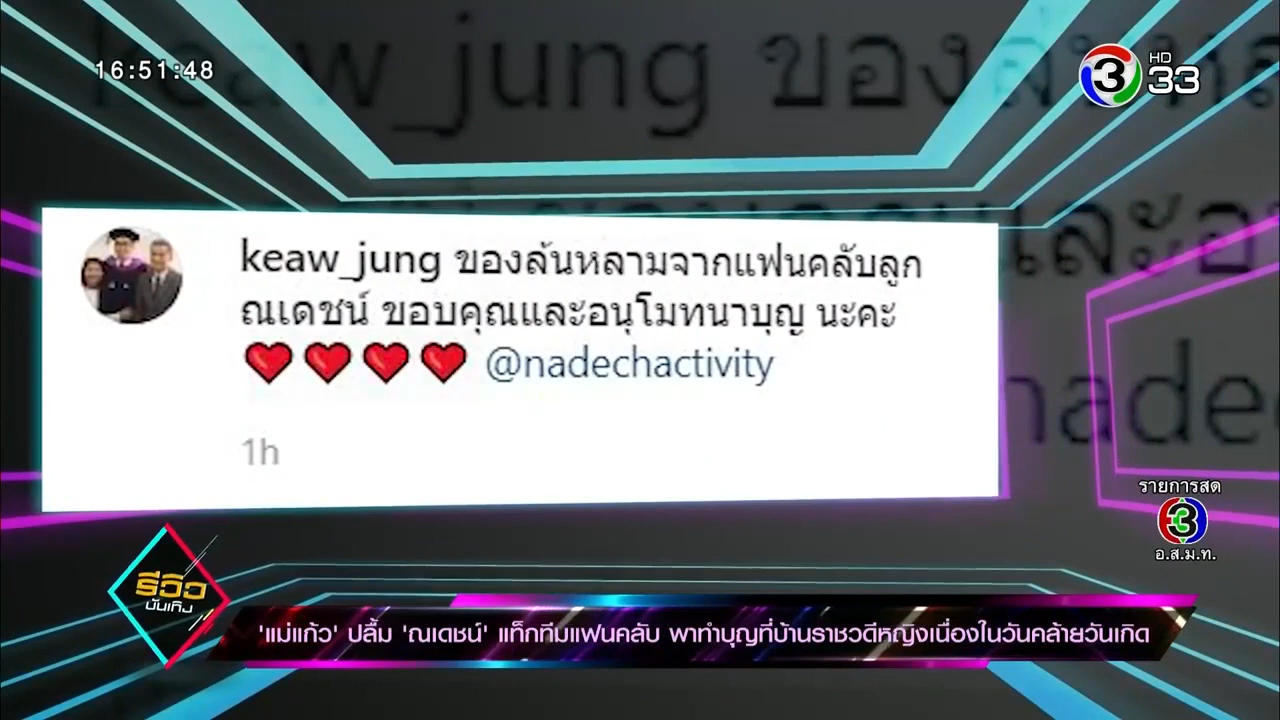 16:51:48
3 HD 33
keaw_jung ของล้นหลามจากแฟนคลับลูก
ณเดชน์ ขอบคุณและอนุโมทนาบุญ นะคะ
❤❤❤❤ @nadechactivity
1h
รายการสด
3
อ.ส.ม.ท.
รีวิว
บันเทิง
'แม่แก้ว' ปลื้ม 'ณเดชน์' แท็กทีมแฟนคลับ พาทำบุญที่บ้านราชวดีหญิงเนื่องในวันคล้ายวันเกิด